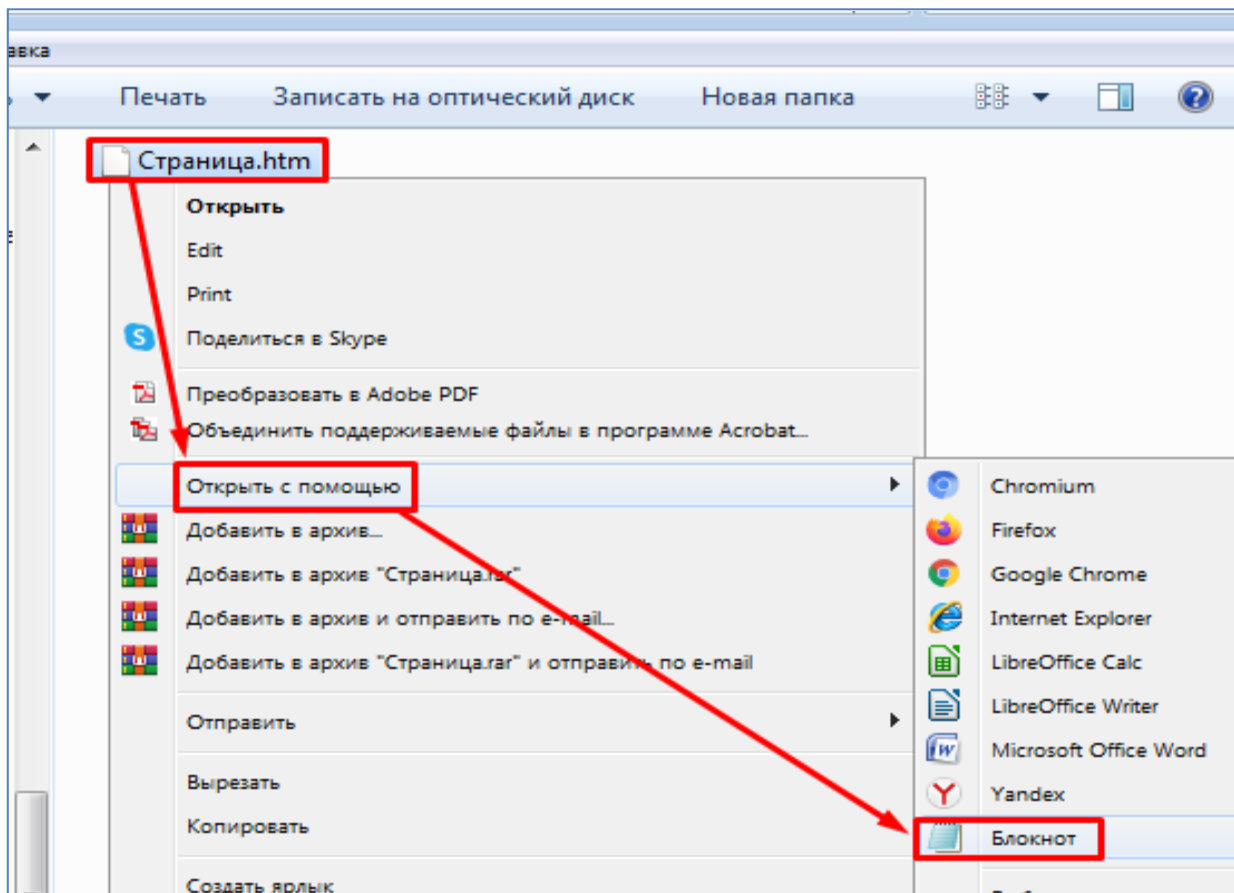 авка
Печать Записать на оптический диск Новая папка
Страница.htm
Открыть
Edit
Print
Поделиться в Skype
Преобразовать в Adobe PDF
Объединить поддерживаемые файлы в программе Acrobat...
Открыть с помощью
Добавить в архив...
Добавить в архив "Страница.rar"
Добавить в архив и отправить по e-mail...
Добавить в архив "Страница.rar" и отправить по e-mail
Отправить
Вырезать
Копировать
Создать ярлык
Chromium
Firefox
Google Chrome
Internet Explorer
LibreOffice Calc
LibreOffice Writer
Microsoft Office Word
Yandex
Блокнот